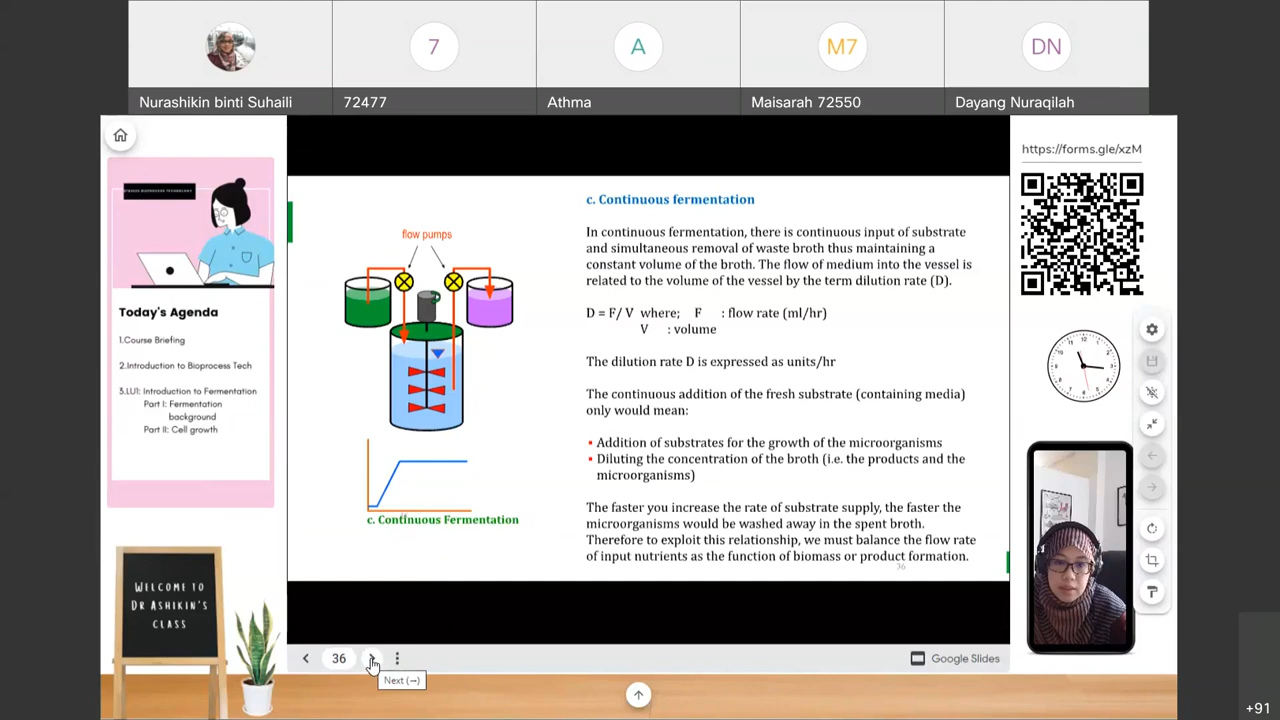 7
A
M7
DN
Nurashikin binti Suhaili
72477
Athma
Maisarah 72550
Dayang Nuraqilah
Today's Agenda
1.Course Briefing
2.Introduction to Bioprocess Tech
3.LU1: Introduction to Fermentation
Part I: Fermentation
background
Part II: Cell growth
WELCOME TO
DR ASHIKIN'S
CLASS
flow pumps
c. Continuous Fermentation
c. Continuous fermentation
In continuous fermentation, there is continuous input of substrate
and simultaneous removal of waste broth thus maintaining a
constant volume of the broth. The flow of medium into the vessel is
related to the volume of the vessel by the term dilution rate (D).
D = F/ V where; F : flow rate (ml/hr)
V : volume
The dilution rate D is expressed as units/hr
The continuous addition of the fresh substrate (containing media)
only would mean:
▪ Addition of substrates for the growth of the microorganisms
▪ Diluting the concentration of the broth (i.e. the products and the
microorganisms)
The faster you increase the rate of substrate supply, the faster the
microorganisms would be washed away in the spent broth.
Therefore to exploit this relationship, we must balance the flow rate
of input nutrients as the function of biomass or product formation.
36
https://forms.gle/xzM
36
Next (→)
Google Slides
+91